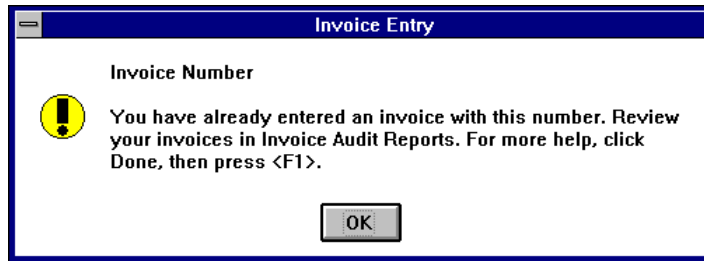 Invoice Entry
Invoice Number
You have already entered an invoice with this number. Review
your invoices in Invoice Audit Reports. For more help, click
Done, then press <F1>.
OK